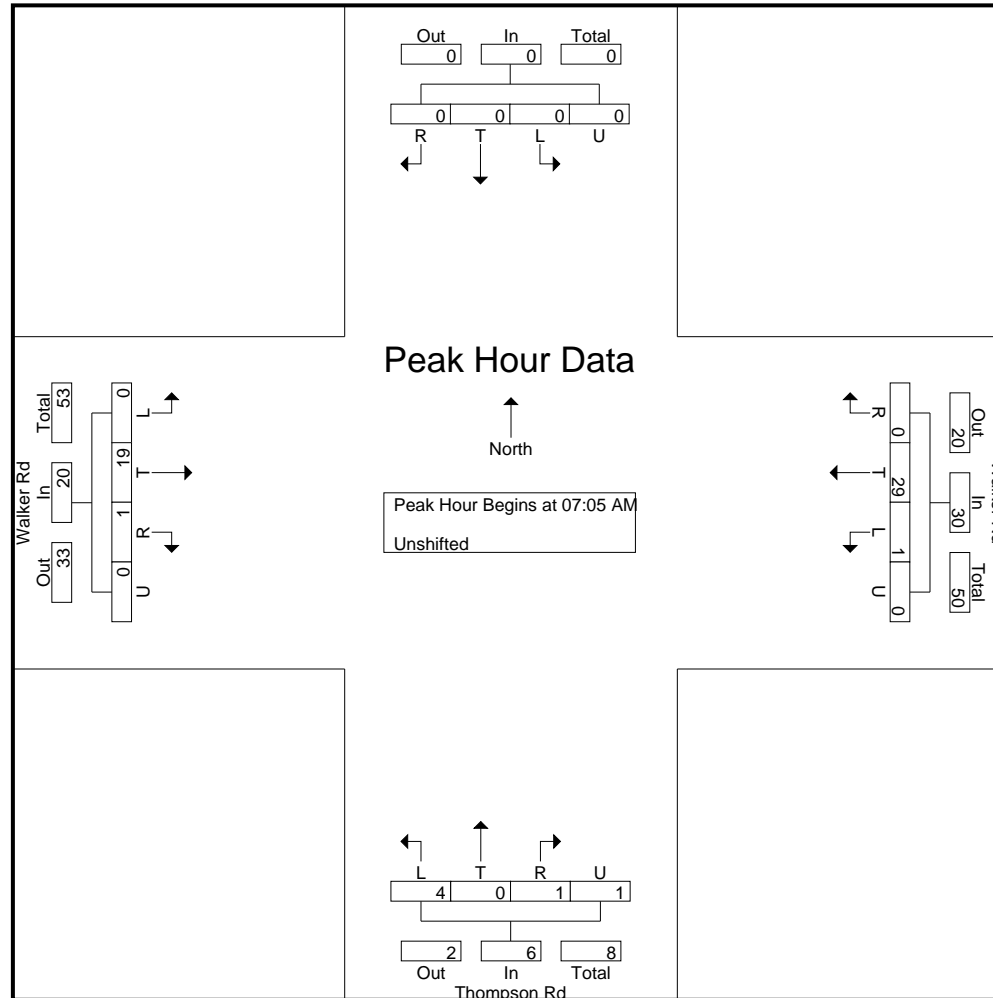 Out In Total
0 0 0
0 0 0 0
R T L U
Peak Hour Data
North
Peak Hour Begins at 07:05 AM
Unshifted
Walker Rd
Total In Out
53 20 33
0 19 1 0
L T R U
R T L U
0 29 1 0
Out In Total
20 30 50
L T R U
4 0 1 1
2 6 8
Out In Total
Thompson Rd